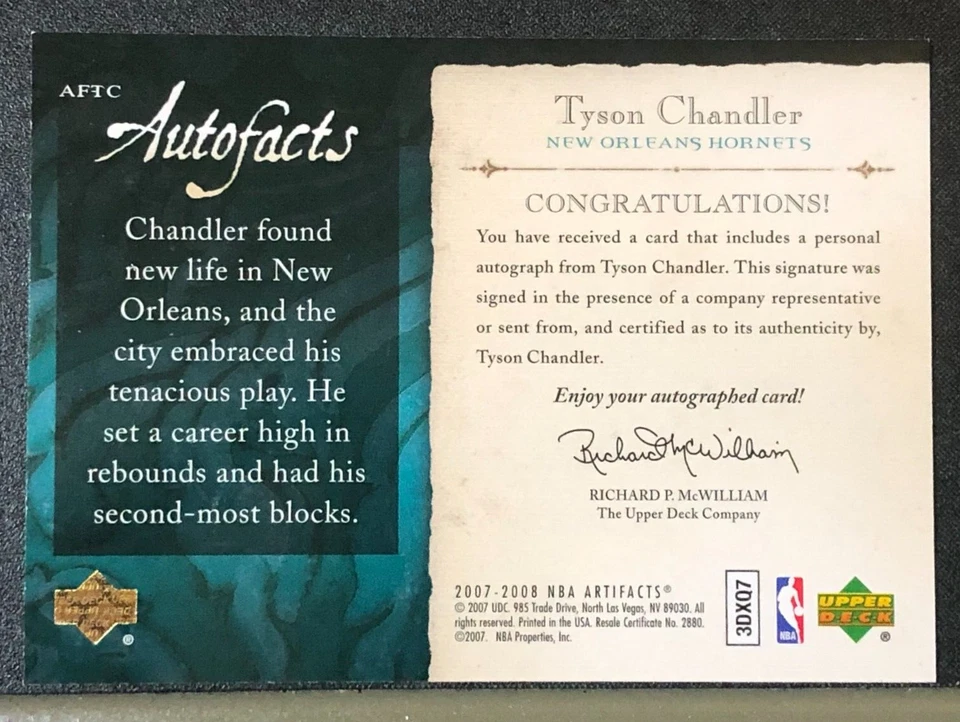 AFTC
Autofacts
Chandler found
new life in New
Orleans, and the
city embraced his
tenacious play. He
set a career high in
rebounds and had his
second-most blocks.
®
Tyson Chandler
NEW ORLEANS HORNETS
CONGRATULATIONS!
You have received a card that includes a personal
autograph from Tyson Chandler. This signature was
signed in the presence of a company representative
or sent from, and certified as to its authenticity by,
Tyson Chandler.
Enjoy your autographed card!
Richard McWilliam
RICHARD P. McWILLIAM
The Upper Deck Company
2007-2008 NBA ARTIFACTS®
© 2007 UDC. 985 Trade Drive, North Las Vegas, NV 89030. All
rights reserved. Printed in the USA. Resale Certificate No. 2880.
©2007. NBA Properties, Inc.
3DXQ7
NBA
UPPER
DECK
®